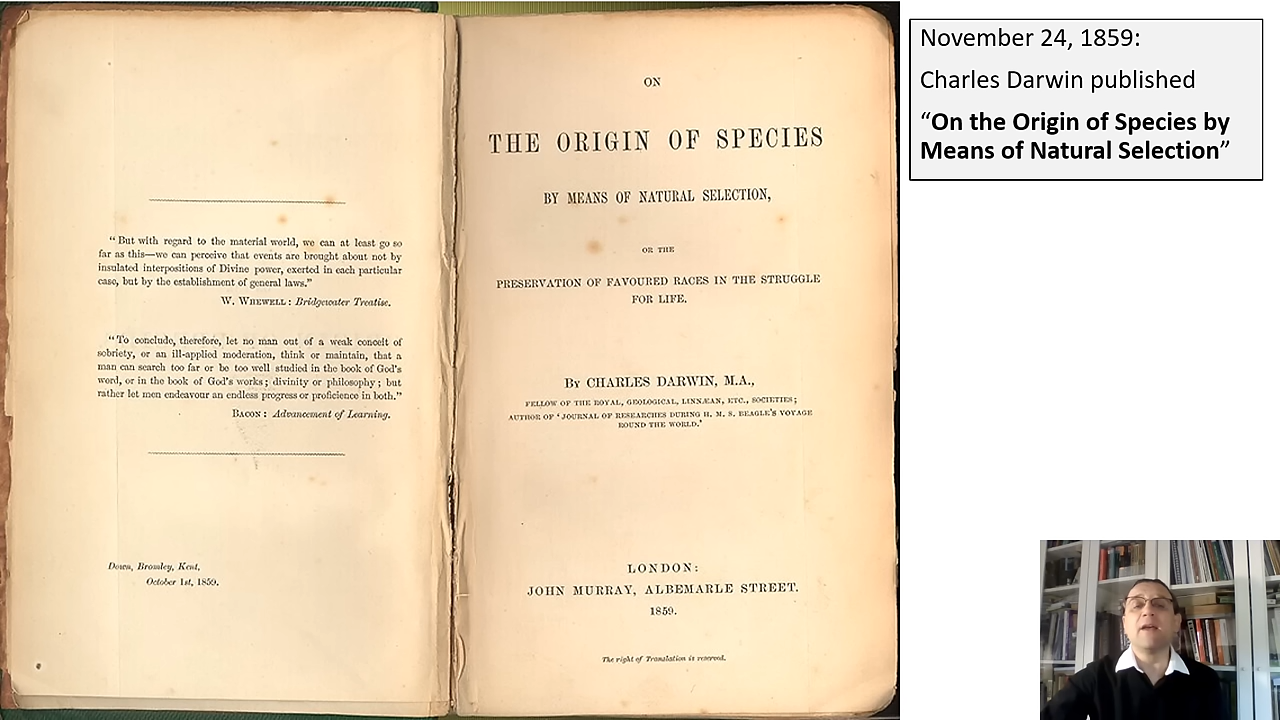 “But with regard to the material world, we can at least go so
far as this—we can perceive that events are brought about not by
insulated interpositions of Divine power, exerted in each particular
case, but by the establishment of general laws.”
W. Whewell: Bridgewater Treatise.
“To conclude, therefore, let no man out of a weak conceit of
sobriety, or an ill-applied moderation, think or maintain, that a
man can search too far or be too well studied in the book of God's
word, or in the book of God's works; divinity or philosophy; but
rather let men endeavour an endless progress or proficience in both.”
Bacon: Advancement of Learning.
Down, Bromley, Kent,
October 1st, 1859.
ON
THE ORIGIN OF SPECIES
BY MEANS OF NATURAL SELECTION,
OR THE
PRESERVATION OF FAVOURED RACES IN THE STRUGGLE
FOR LIFE.
By CHARLES DARWIN, M.A.,
FELLOW OF THE ROYAL, GEOLOGICAL, LINNÆAN, ETC., SOCIETIES;
AUTHOR OF ‘JOURNAL OF RESEARCHES DURING H. M. S. BEAGLE'S VOYAGE
ROUND THE WORLD.’
LONDON:
JOHN MURRAY, ALBEMARLE STREET.
1859.
The right of Translation is reserved.
November 24, 1859:
Charles Darwin published
“On the Origin of Species by
Means of Natural Selection”